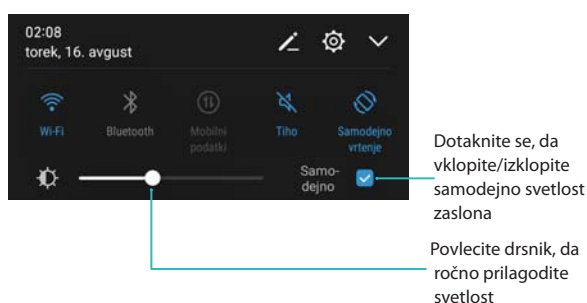 02:08
torek, 16. avgust
Wi-Fi
Bluetooth
Mobilni
podatki
Tiho
Samodejno
vrtenje
Samo-
dejno
Dotaknite se, da
vklopite/izklopite
samodejno svetlost
zaslona
Povlecite drsnik, da
ročno prilagodite
svetlost